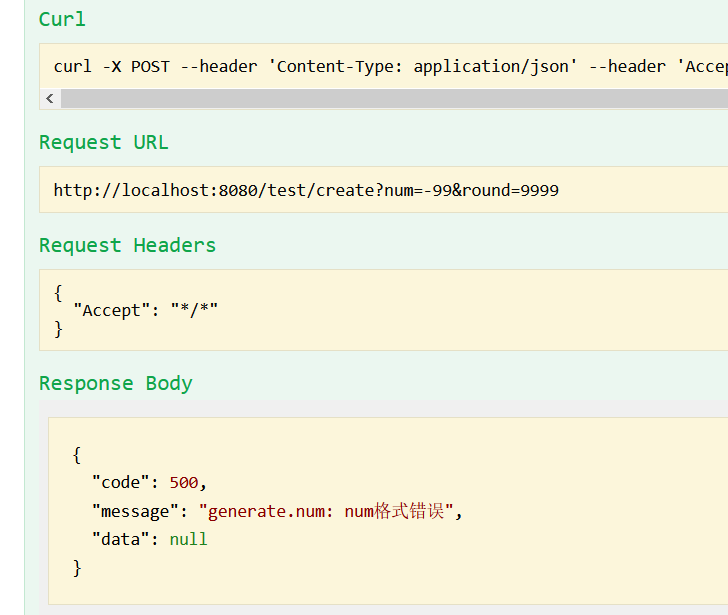 Curl
curl -X POST --header 'Content-Type: application/json' --header 'Accep
Request URL
http://localhost:8080/test/create?num=-99&round=9999
Request Headers
{
  "Accept": "*/*"
}
Response Body
{
  "code": 500,
  "message": "generate.num: num格式错误",
  "data": null
}